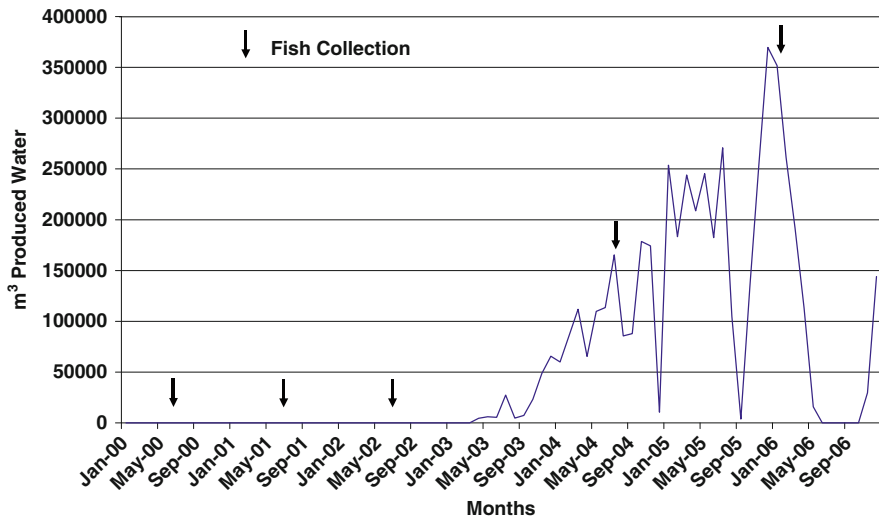 400000
350000
300000
250000
200000
150000
100000
50000
0
m³ Produced Water
Fish Collection
Jan-00
May-00
Sep-00
Jan-01
May-01
Sep-01
Jan-02
May-02
Sep-02
Jan-03
May-03
Sep-03
Jan-04
May-04
Sep-04
Jan-05
May-05
Sep-05
Jan-06
May-06
Sep-06
Months